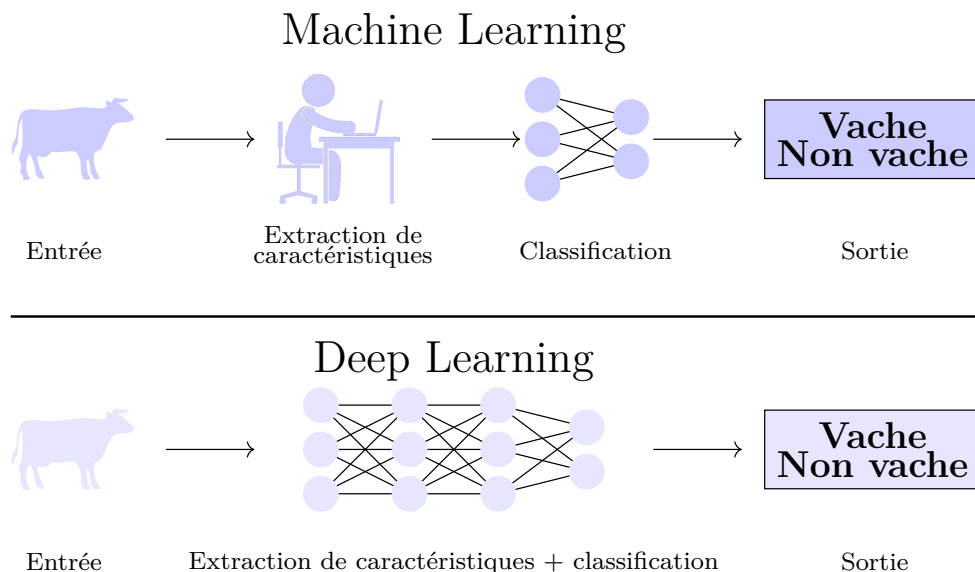 Machine Learning
Vache
Non vache
Entrée
Extraction de
caractéristiques
Classification
Sortie
Deep Learning
Vache
Non vache
Entrée
Extraction de caractéristiques + classification
Sortie